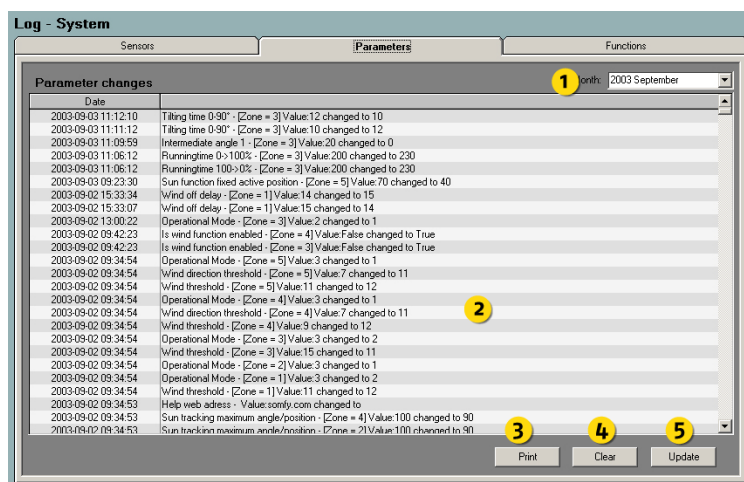 Log - System
Sensors Parameters Functions
Parameter changes 1 onth: 2003 September
Date
2003-09-03 11:12:10 Tilting time 0-90° - [Zone = 3] Value:12 changed to 10
2003-09-03 11:11:12 Tilting time 0-90° - [Zone = 3] Value:10 changed to 12
2003-09-03 11:09:59 Intermediate angle 1 - [Zone = 3] Value:20 changed to 0
2003-09-03 11:06:12 Runningtime 0->100% - [Zone = 3] Value:200 changed to 230
2003-09-03 11:06:12 Runningtime 100->0% - [Zone = 3] Value:200 changed to 230
2003-09-03 09:23:30 Sun function fixed active position - [Zone = 5] Value:70 changed to 40
2003-09-02 15:33:34 Wind off delay - [Zone = 1] Value:14 changed to 15
2003-09-02 15:33:07 Wind off delay - [Zone = 1] Value:15 changed to 14
2003-09-02 13:00:22 Operational Mode - [Zone = 3] Value:2 changed to 1
2003-09-02 09:42:23 Is wind function enabled - [Zone = 4] Value:False changed to True
2003-09-02 09:42:23 Is wind function enabled - [Zone = 3] Value:False changed to True
2003-09-02 09:34:54 Operational Mode - [Zone = 5] Value:3 changed to 1
2003-09-02 09:34:54 Wind direction threshold - [Zone = 5] Value:7 changed to 11
2003-09-02 09:34:54 Wind threshold - [Zone = 5] Value:11 changed to 12
2003-09-02 09:34:54 Operational Mode - [Zone = 4] Value:3 changed to 1
2003-09-02 09:34:54 Wind direction threshold - [Zone = 4] Value:7 changed to 11 2
2003-09-02 09:34:54 Wind threshold - [Zone = 4] Value:9 changed to 12
2003-09-02 09:34:54 Operational Mode - [Zone = 3] Value:3 changed to 2
2003-09-02 09:34:54 Wind threshold - [Zone = 3] Value:15 changed to 11
2003-09-02 09:34:54 Operational Mode - [Zone = 2] Value:3 changed to 1
2003-09-02 09:34:54 Operational Mode - [Zone = 1] Value:3 changed to 2
2003-09-02 09:34:54 Wind threshold - [Zone = 1] Value:11 changed to 12
2003-09-02 09:34:53 Help web adress - Value:somfy.com changed to
2003-09-02 09:34:53 Sun tracking maximum angle/position - [Zone = 4] Value:100 changed to 90
2003-09-02 09:34:53 Sun tracking maximum angle/position - [Zone = 2] Value:100 changed to 90
3 4 5
Print Clear Update